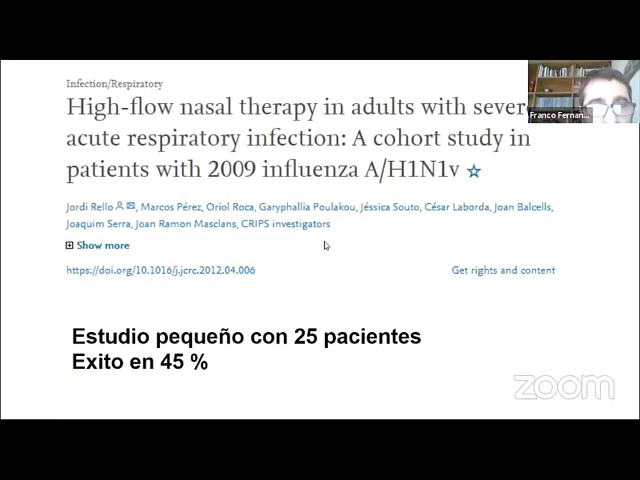 Infection/Respiratory
High-flow nasal therapy in adults with sever
acute respiratory infection: A cohort study in
patients with 2009 influenza A/H1N1v
Jordi Rello, Marcos Pérez, Oriol Roca, Garyphallia Poulakou, Jéssica Souto, César Laborda, Joan Balcells,
Joaquim Serra, Joan Ramon Masclans, CRIPS investigators
Show more
https://doi.org/10.1016/j.jcrc.2012.04.006
Get rights and content
Estudio pequeño con 25 pacientes
Exito en 45 %
Franco Fernan...
zoom